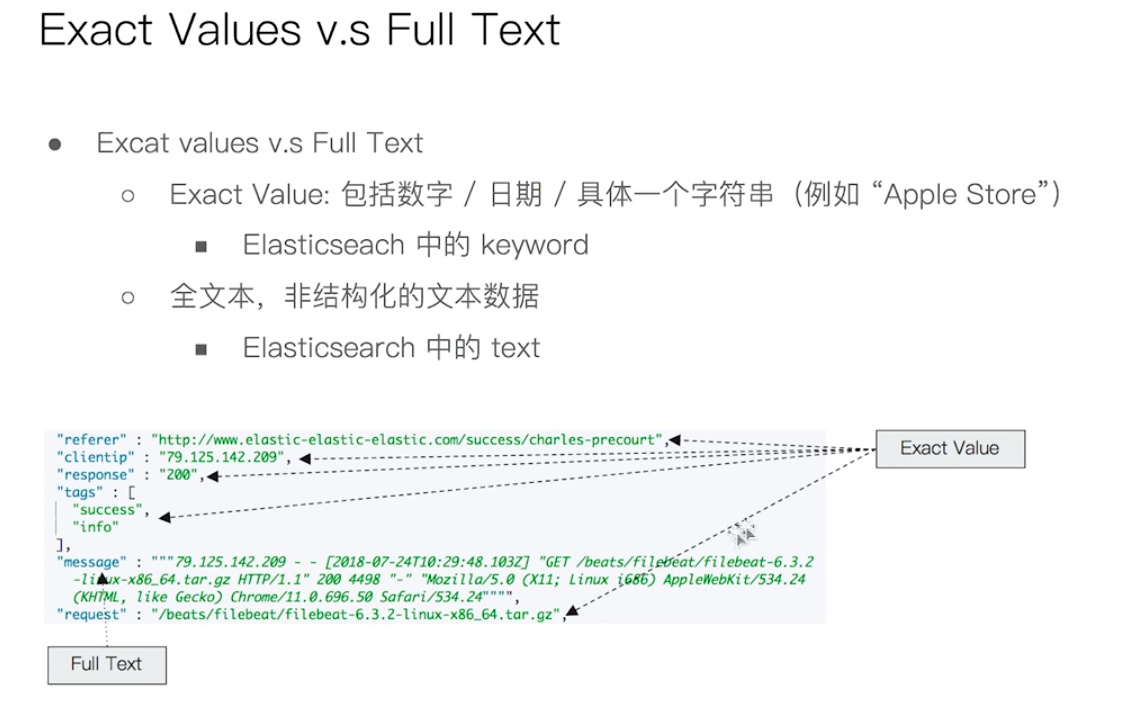 Exact Values v.s Full Text
● Excat values v.s Full Text
○ Exact Value: 包括数字 / 日期 / 具体一个字符串（例如 “Apple Store”）
■ Elasticseach 中的 keyword
○ 全文本，非结构化的文本数据
■ Elasticsearch 中的 text
"referer" : "http://www.elastic-elastic-elastic.com/success/charles-precourt",
"clientip" : "79.125.142.209",
"response" : "200",
"tags" : [
"success",
"info"
],
"message" : """79.125.142.209 - - [2018-07-24T10:29:48.103Z] "GET /beats/filebeat/filebeat-6.3.2
-linux-x86_64.tar.gz HTTP/1.1" 200 4498 "-" "Mozilla/5.0 (X11; Linux i686) AppleWebKit/534.24
(KHTML, like Gecko) Chrome/11.0.696.50 Safari/534.24"""",
"request" : "/beats/filebeat/filebeat-6.3.2-linux-x86_64.tar.gz",
Exact Value
Full Text